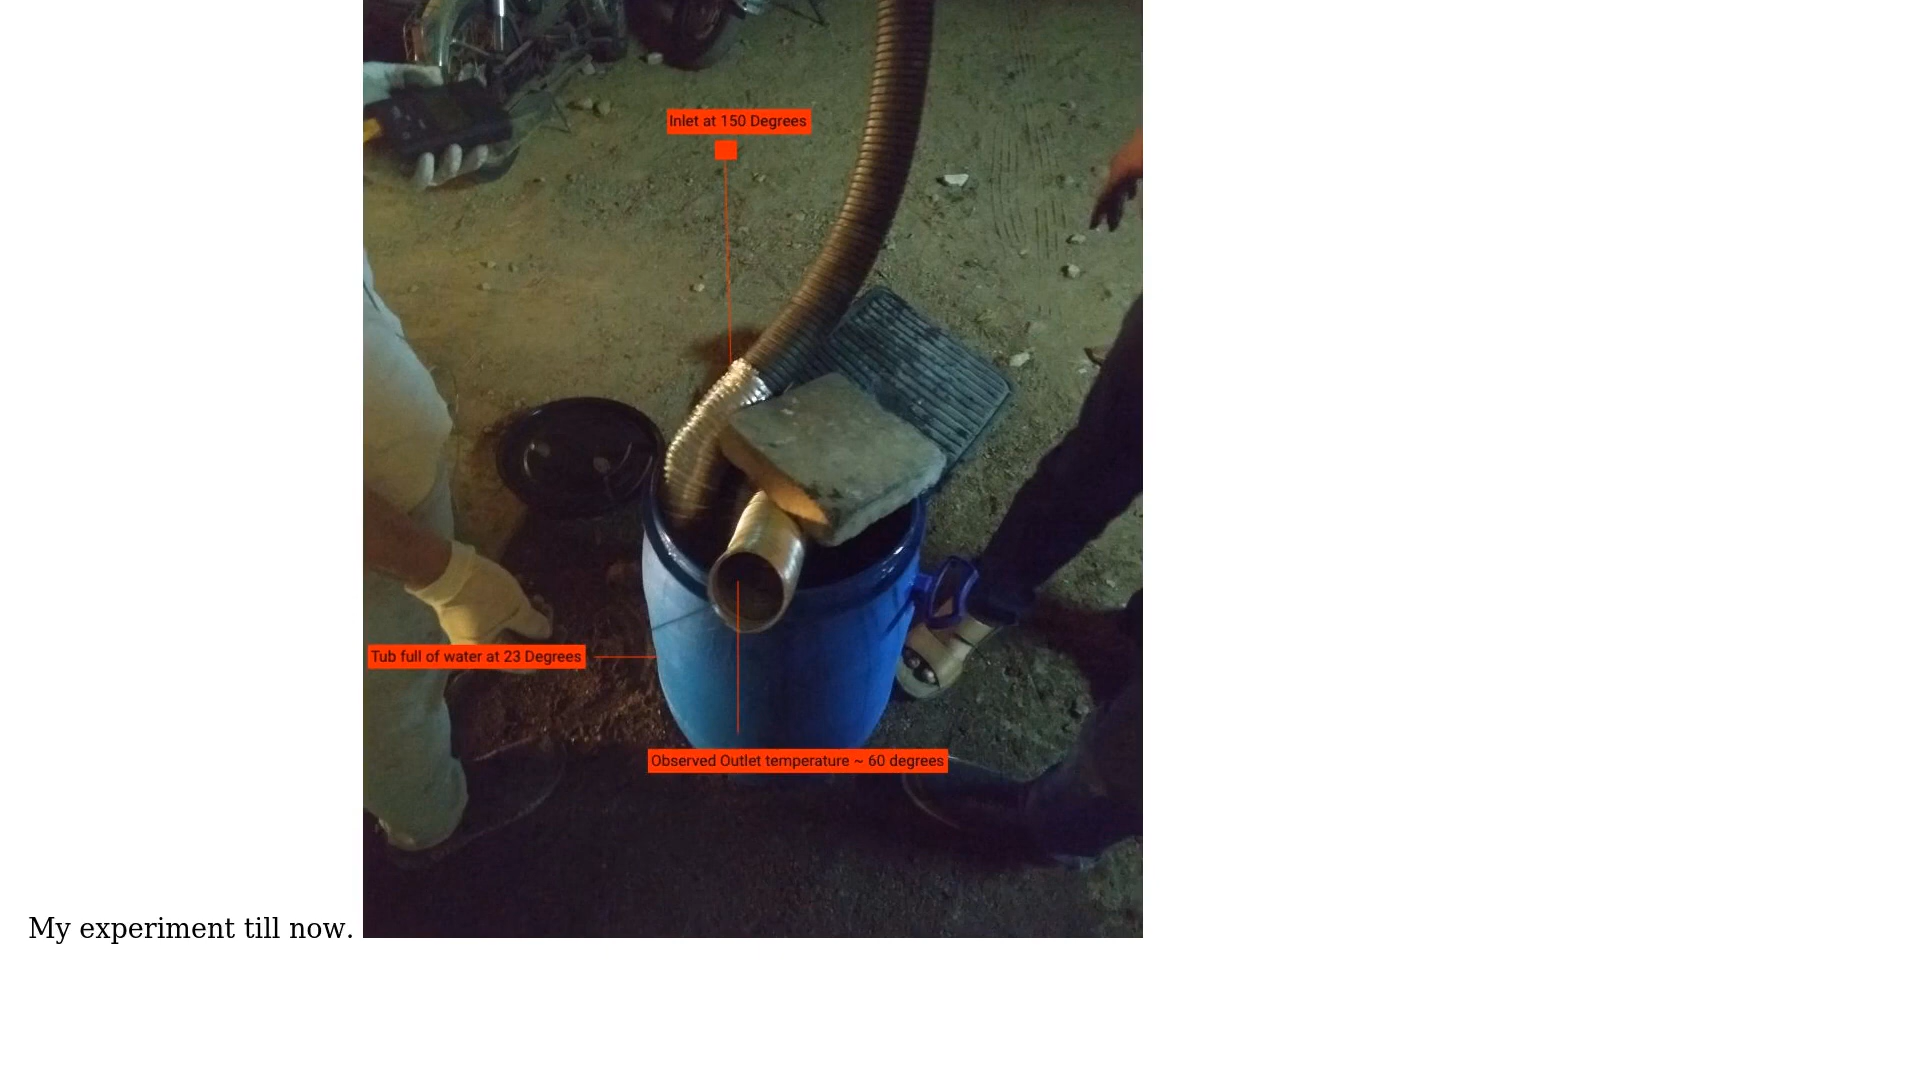 Inlet at 150 Degrees
Tub full of water at 23 Degrees
Observed Outlet temperature ~ 60 degrees
My experiment till now.